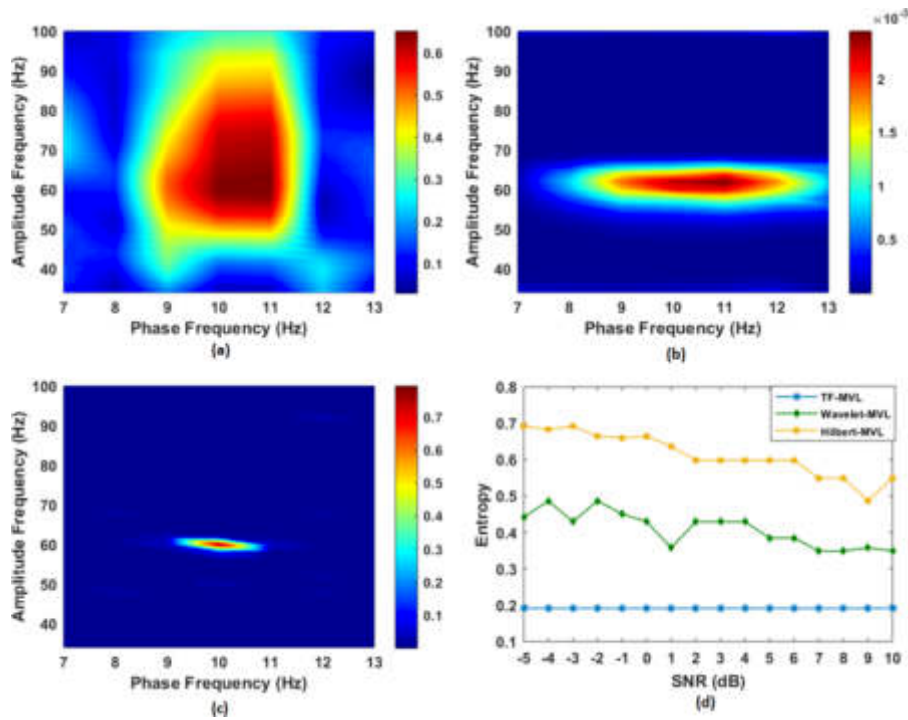 100
90
80
70
60
50
40
Amplitude Frequency (Hz)
7 8 9 10 11 12 13
Phase Frequency (Hz)
(a)
0.6
0.5
0.4
0.3
0.2
0.1
100
90
80
70
60
50
40
Amplitude Frequency (Hz)
7 8 9 10 11 12 13
Phase Frequency (Hz)
(b)
2
1.5
1
0.5
100
90
80
70
60
50
40
Amplitude Frequency (Hz)
7 8 9 10 11 12 13
Phase Frequency (Hz)
(c)
0.7
0.6
0.5
0.4
0.3
0.2
0.1
0.8
0.7
0.6
0.5
0.4
0.3
0.2
0.1
Entropy
TF-MVL
Wavelet-MVL
Hilbert-MVL
-5 -4 -3 -2 -1 0 1 2 3 4 5 6 7 8 9 10
SNR (dB)
(d)